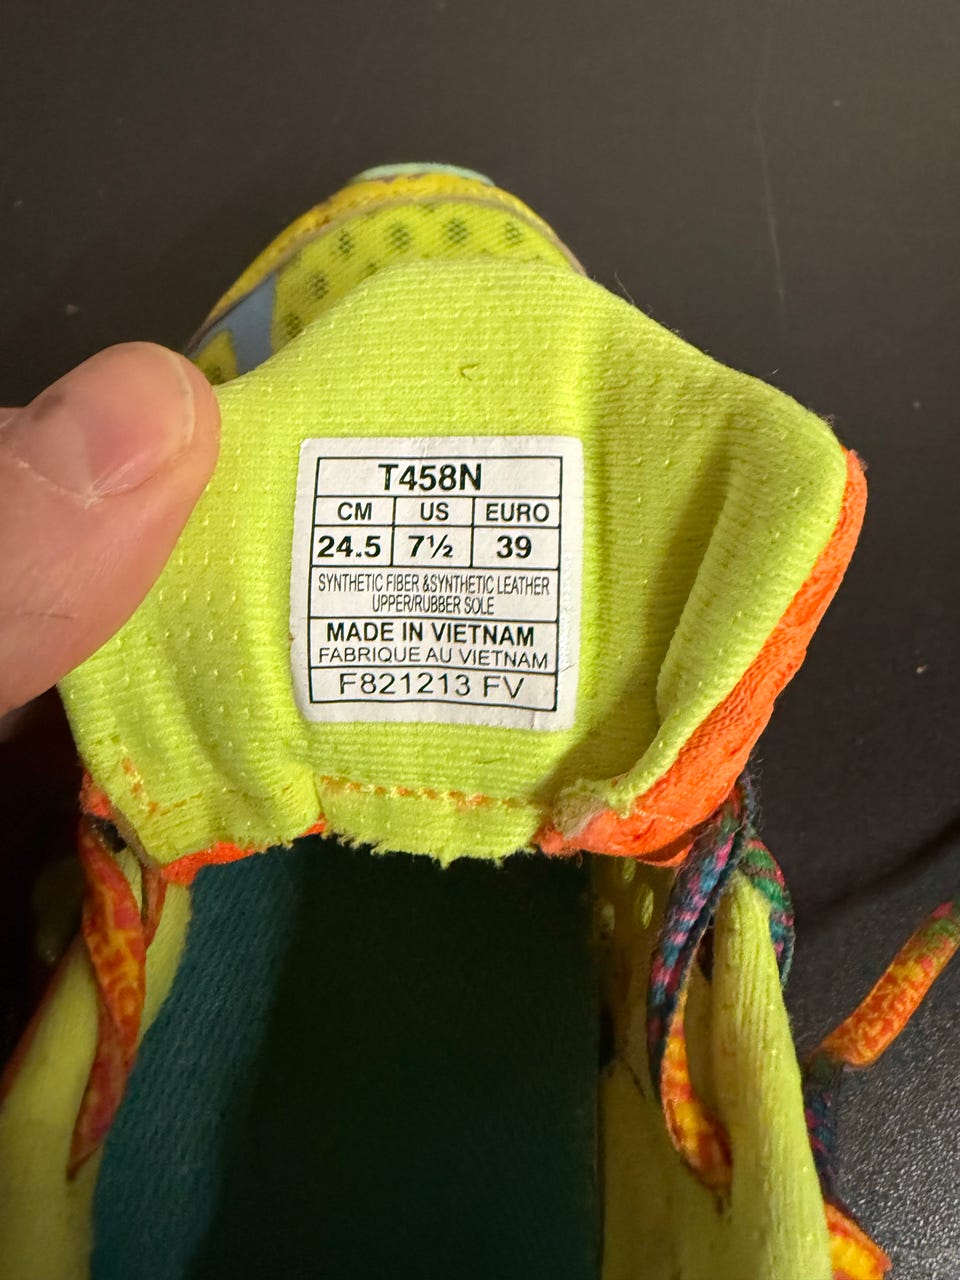 T458N
CM US EURO
24.5 7½ 39
SYNTHETIC FIBER &SYNTHETIC LEATHER
UPPER/RUBBER SOLE
MADE IN VIETNAM
FABRIQUE AU VIETNAM
F821213 FV